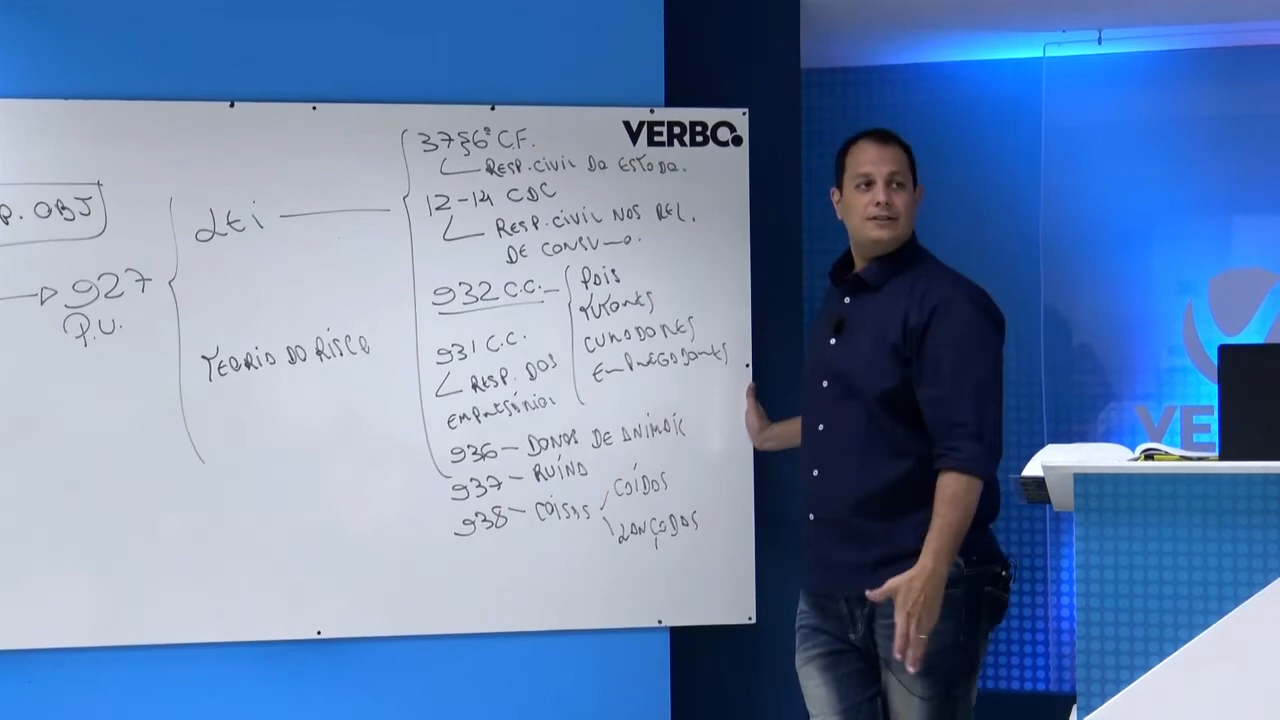 P. OBJ
927
P.U.
LEI
TEORIA DO RISCO
37§6º C.F.
RESP. CIVIL DO ESTADO.
12-14 CDC
RESP. CIVIL NAS REL.
DE CONSUMO.
932 C.C.
PAIS
TUTORES
CURADORES
EMPREGADORES
931 C.C.
RESP. DOS
EMPRESÁRIOS
936 - DONOS DE ANIMAIS
937 - RUÍNA
938 - COISAS
CAÍDAS
LANÇADAS
VERBO.
VE